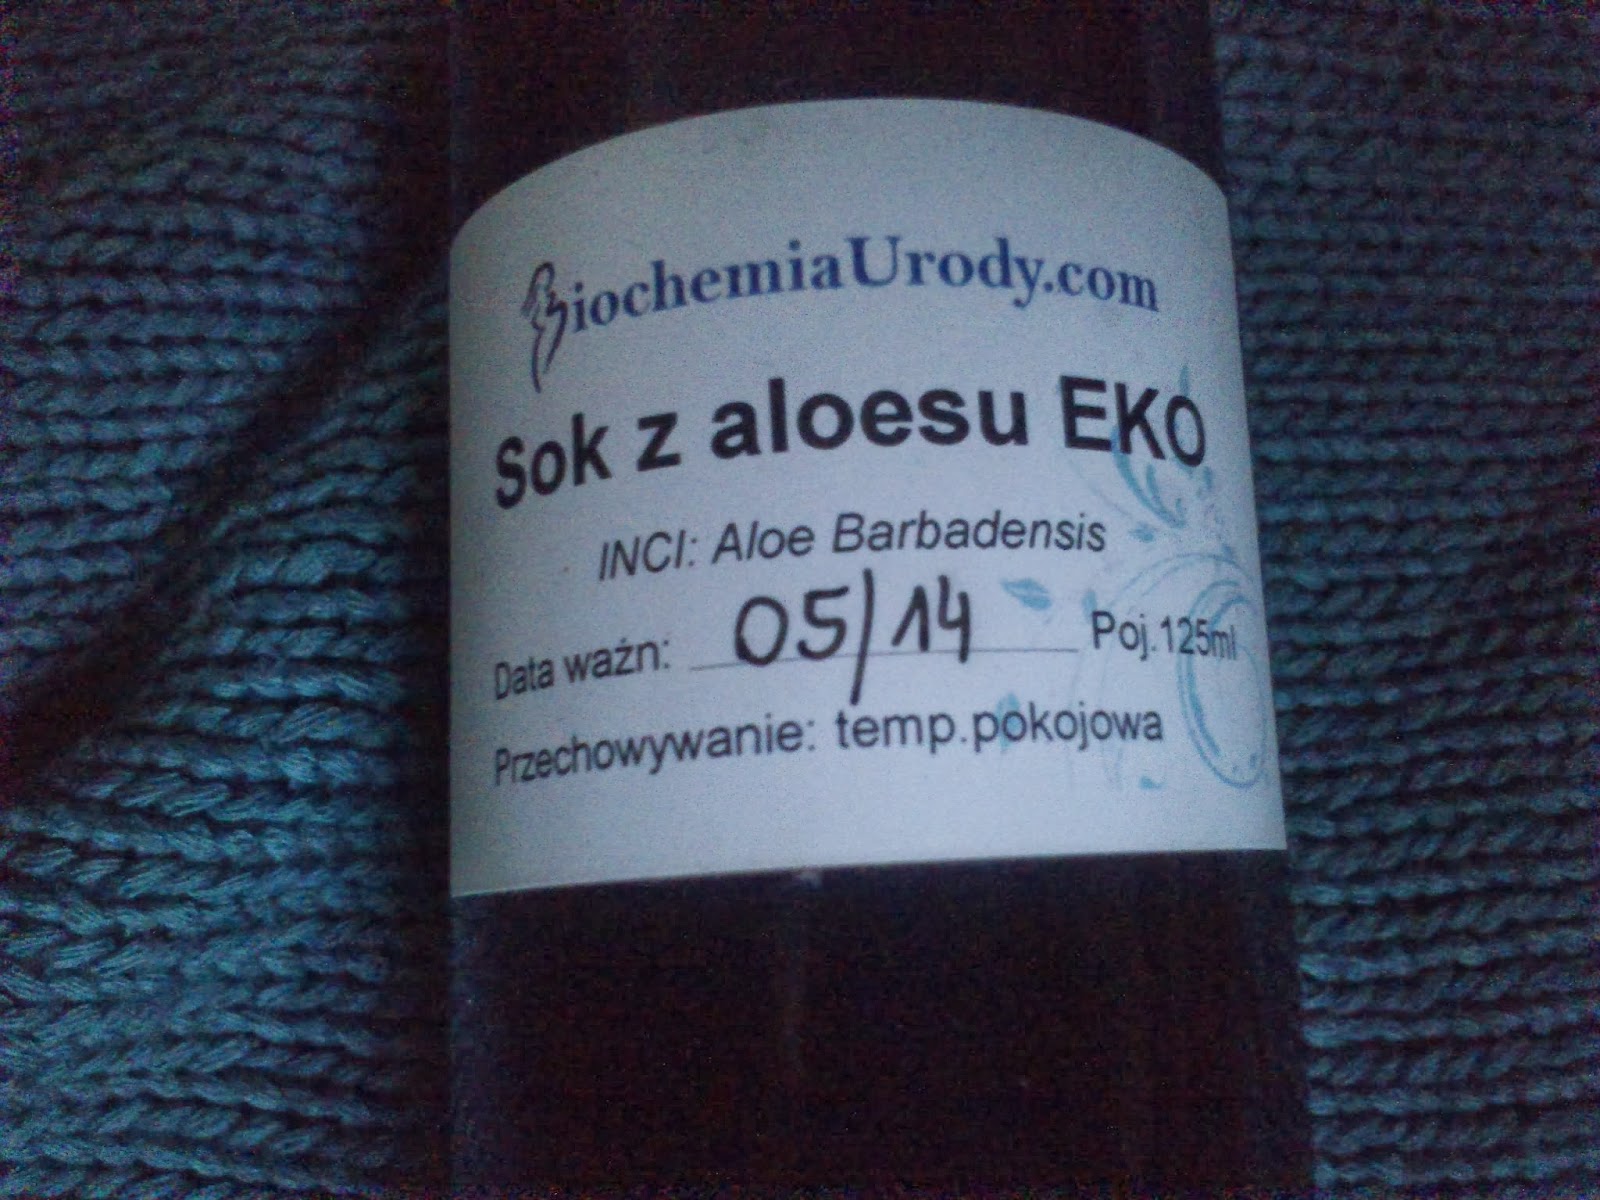 BiochemiaUrody.com
Sok z aloesu EKO
INCI: Aloe Barbadensis
Data ważn: 05/14 Poj.125ml
Przechowywanie: temp.pokojowa